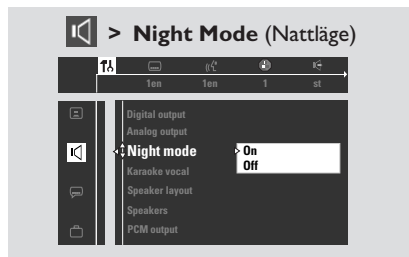 > Night Mode (Nattläge)
1en 1en 1 st
Digital output
Analog output
Night mode
On
Off
Karaoke vocal
Speaker layout
Speakers
PCM output